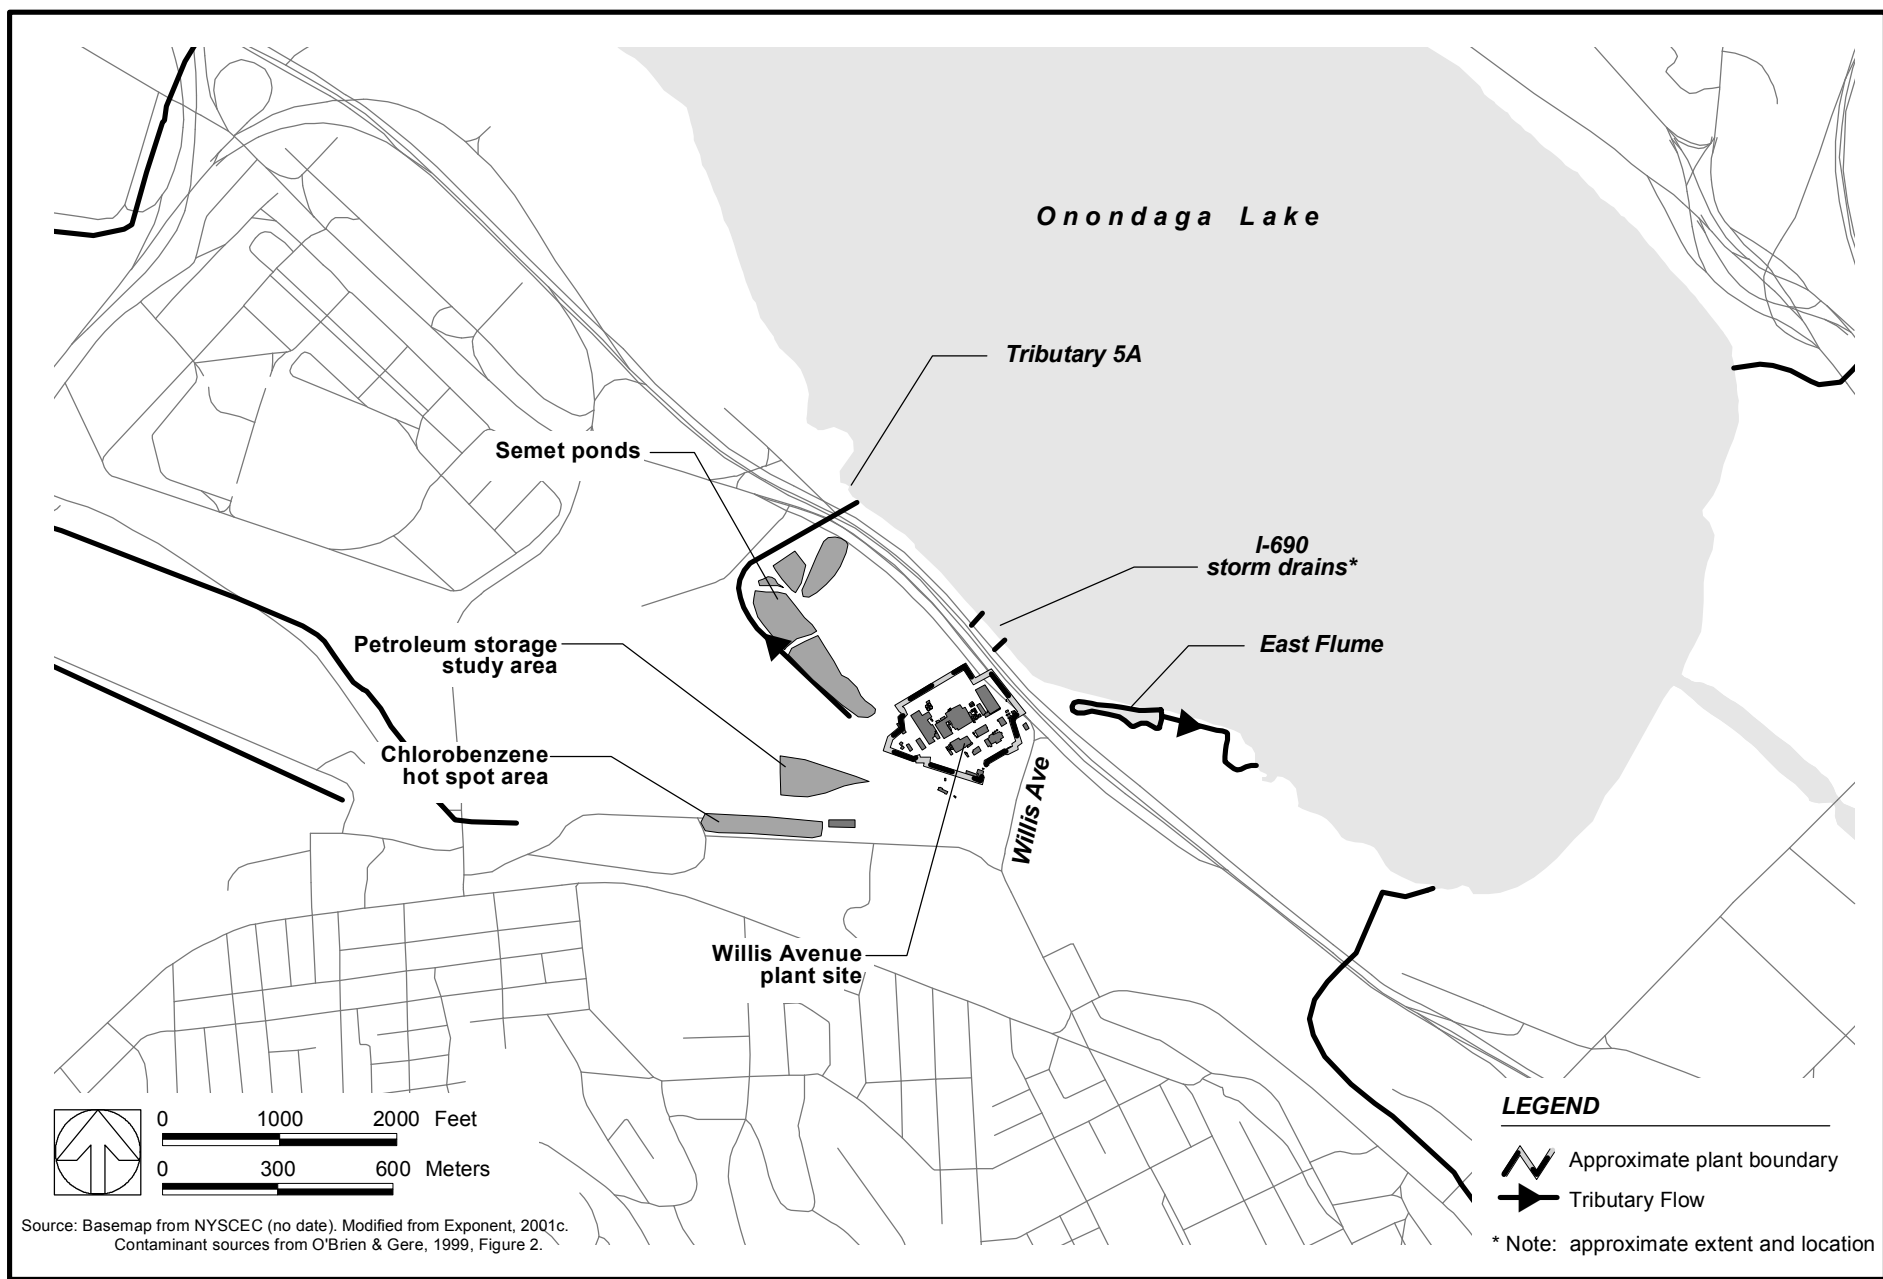 Onondaga Lake
Tributary 5A
Semet ponds
I-690
storm drains*
East Flume
Petroleum storage
study area
Chlorobenzene
hot spot area
Willis Ave
Willis Avenue
plant site
0 1000 2000 Feet
0 300 600 Meters
Source: Basemap from NYSCEC (no date). Modified from Exponent, 2001c.
Contaminant sources from O'Brien & Gere, 1999, Figure 2.
LEGEND
Approximate plant boundary
Tributary Flow
* Note: approximate extent and location